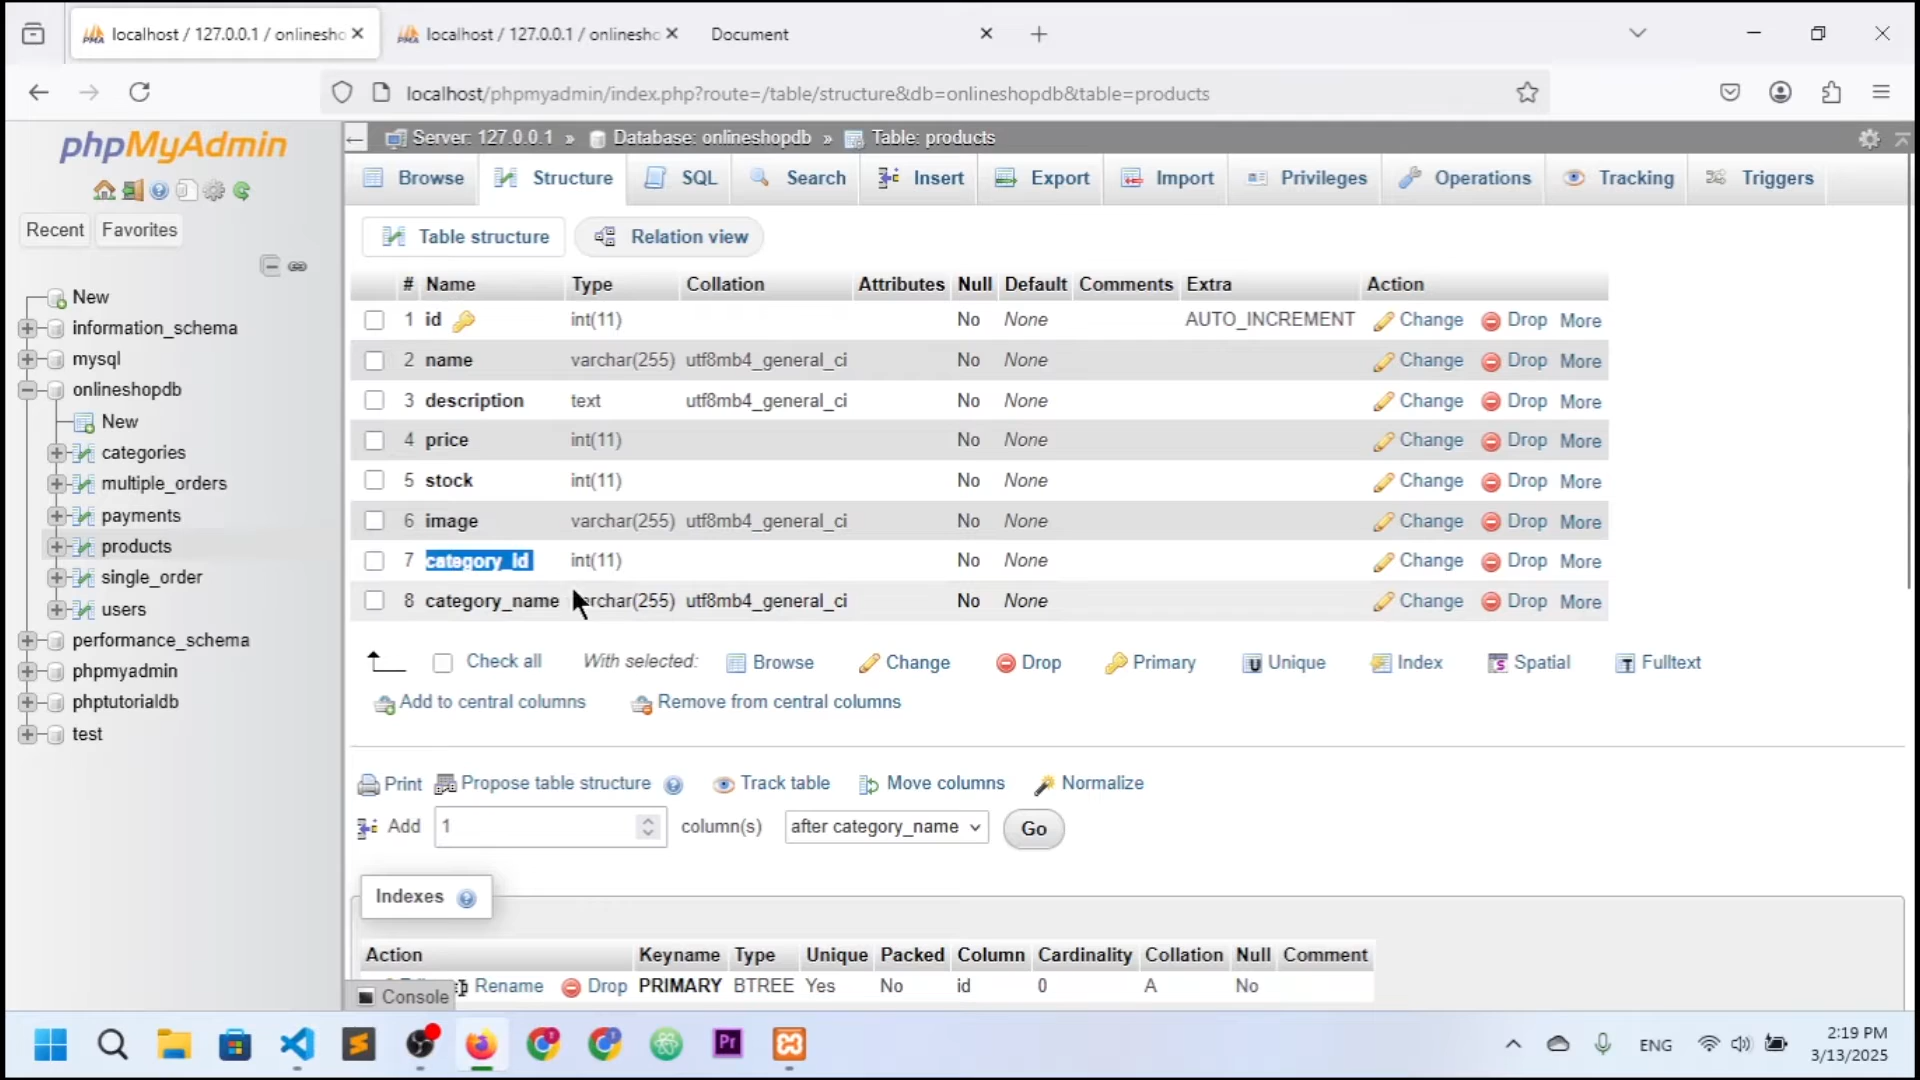 localhost / 127.0.0.1 / onlinesho
localhost / 127.0.0.1 / onlinesho
Document
localhost/phpmyadmin/index.php?route=/table/structure&db=onlineshopdb&table=products
phpMyAdmin
Server: 127.0.0.1 » Database: onlineshopdb » Table: products
Browse Structure SQL Search Insert Export Import Privileges Operations Tracking Triggers
Recent Favorites
New
information_schema
mysql
onlineshopdb
New
categories
multiple_orders
payments
products
single_order
users
performance_schema
phpmyadmin
phptutorialdb
test
Table structure Relation view
# Name Type Collation Attributes Null Default Comments Extra Action
1 id int(11) No None AUTO_INCREMENT Change Drop More
2 name varchar(255) utf8mb4_general_ci No None Change Drop More
3 description text utf8mb4_general_ci No None Change Drop More
4 price int(11) No None Change Drop More
5 stock int(11) No None Change Drop More
6 image varchar(255) utf8mb4_general_ci No None Change Drop More
7 category_id int(11) No None Change Drop More
8 category_name varchar(255) utf8mb4_general_ci No None Change Drop More
Check all With selected: Browse Change Drop Primary Unique Index Spatial Fulltext
Add to central columns Remove from central columns
Print Propose table structure Track table Move columns Normalize
Add 1 column(s) after category_name Go
Indexes
Action Keyname Type Unique Packed Column Cardinality Collation Null Comment
Rename Drop PRIMARY BTREE Yes No id 0 A No
Console
ENG
2:19 PM
3/13/2025